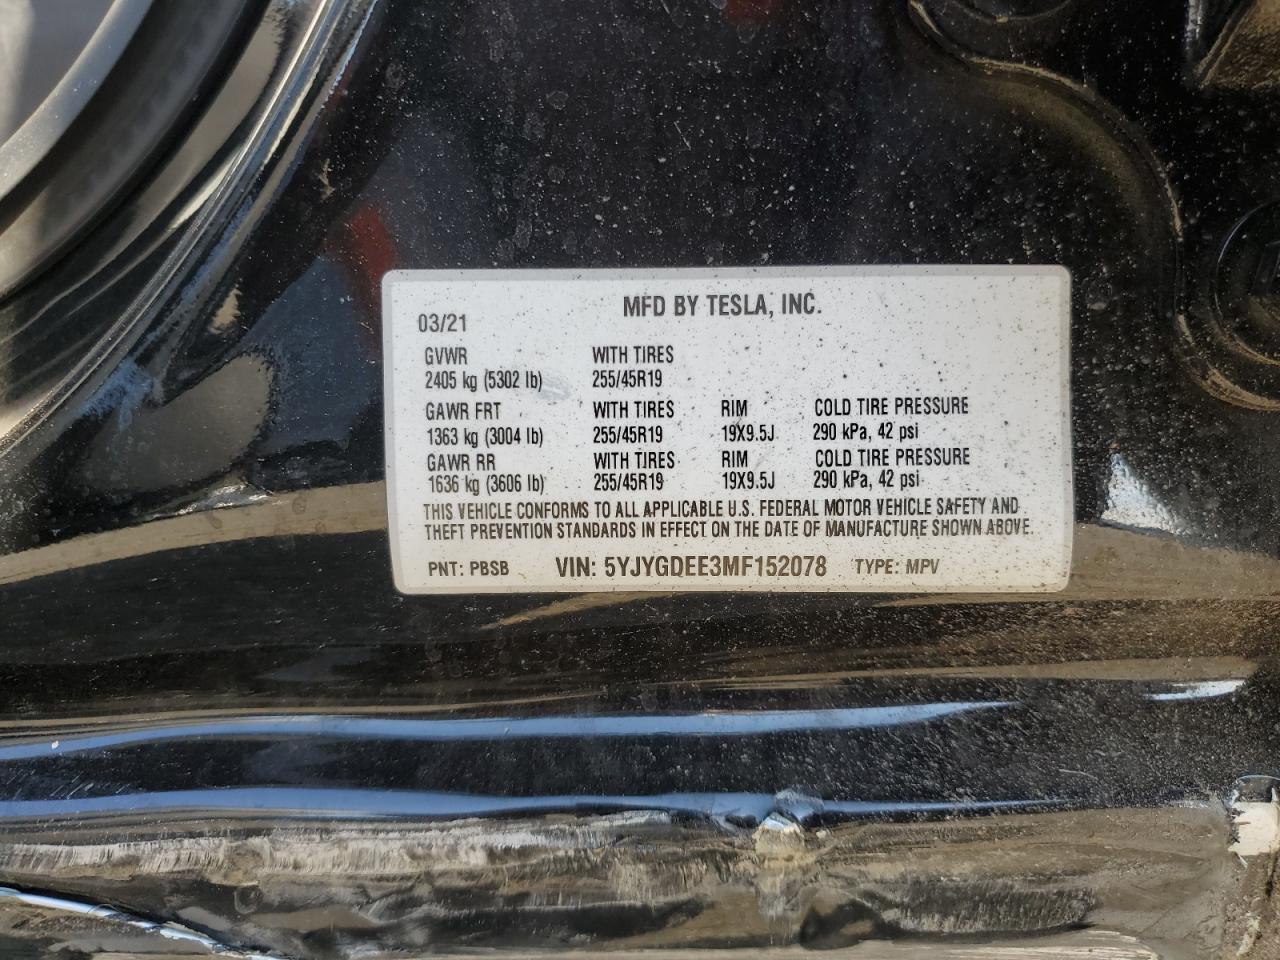 MFD BY TESLA, INC.
03/21
GVWR WITH TIRES
2405 kg (5302 lb) 255/45R19
GAWR FRT WITH TIRES RIM COLD TIRE PRESSURE
1363 kg (3004 lb) 255/45R19 19X9.5J 290 kPa, 42 psi
GAWR RR WITH TIRES RIM COLD TIRE PRESSURE
1636 kg (3606 lb) 255/45R19 19X9.5J 290 kPa, 42 psi
THIS VEHICLE CONFORMS TO ALL APPLICABLE U.S. FEDERAL MOTOR VEHICLE SAFETY AND
THEFT PREVENTION STANDARDS IN EFFECT ON THE DATE OF MANUFACTURE SHOWN ABOVE.
PNT: PBSB VIN: 5YJYGDEE3MF152078 TYPE: MPV